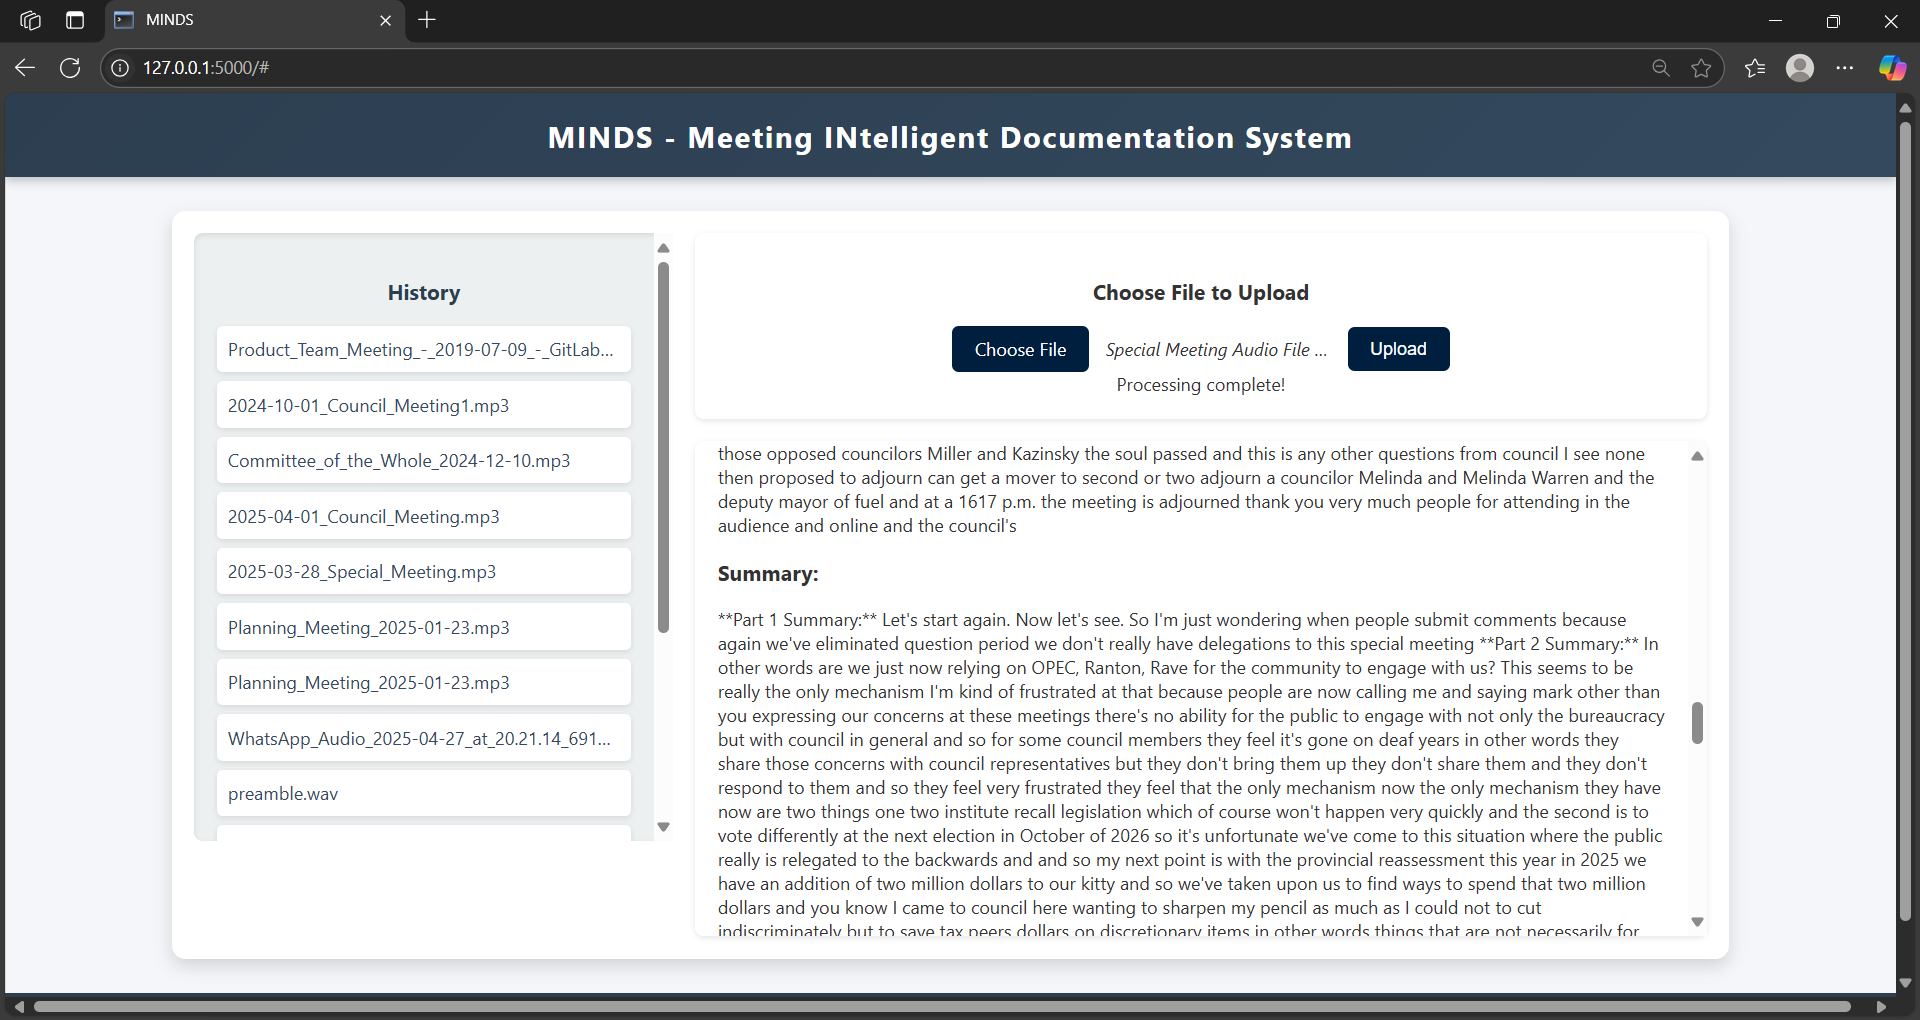 MINDS
127.0.0.1:5000/#
MINDS - Meeting INtelligent Documentation System
History
Product_Team_Meeting_-_2019-07-09_-_GitLab...
2024-10-01_Council_Meeting1.mp3
Committee_of_the_Whole_2024-12-10.mp3
2025-04-01_Council_Meeting.mp3
2025-03-28_Special_Meeting.mp3
Planning_Meeting_2025-01-23.mp3
Planning_Meeting_2025-01-23.mp3
WhatsApp_Audio_2025-04-27_at_20.21.14_691...
preamble.wav
Choose File to Upload
Choose File
Special Meeting Audio File ...
Upload
Processing complete!
those opposed councilors Miller and Kazinsky the soul passed and this is any other questions from council I see none
then proposed to adjourn can get a mover to second or two adjourn a councilor Melinda and Melinda Warren and the
deputy mayor of fuel and at a 1617 p.m. the meeting is adjourned thank you very much people for attending in the
audience and online and the council's
Summary:
**Part 1 Summary:** Let's start again. Now let's see. So I'm just wondering when people submit comments because
again we've eliminated question period we don't really have delegations to this special meeting **Part 2 Summary:** In
other words are we just now relying on OPEC, Ranton, Rave for the community to engage with us? This seems to be
really the only mechanism I'm kind of frustrated at that because people are now calling me and saying mark other than
you expressing our concerns at these meetings there's no ability for the public to engage with not only the bureaucracy
but with council in general and so for some council members they feel it's gone on deaf years in other words they
share those concerns with council representatives but they don't bring them up they don't share them and they don't
respond to them and so they feel very frustrated they feel that the only mechanism now the only mechanism they have
now are two things one two institute recall legislation which of course won't happen very quickly and the second is to
vote differently at the next election in October of 2026 so it's unfortunate we've come to this situation where the public
really is relegated to the backwards and and so my next point is with the provincial reassessment this year in 2025 we
have an addition of two million dollars to our kitty and so we've taken upon us to find ways to spend that two million
dollars and you know I came to council here wanting to sharpen my pencil as much as I could not to cut
indiscriminately but to save tax peers dollars on discretionary items in other words things that are not necessarily for